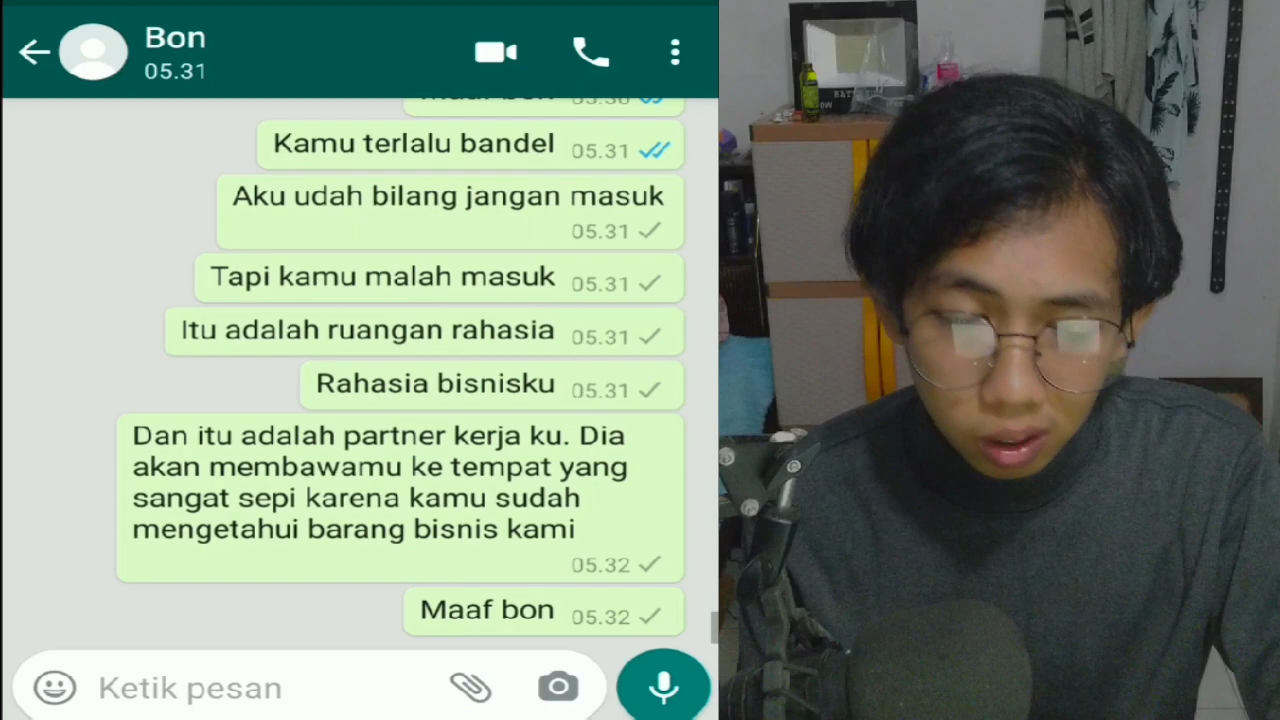 Bon
05.31
Kamu terlalu bandel 05.31
Aku udah bilang jangan masuk
05.31
Tapi kamu malah masuk 05.31
Itu adalah ruangan rahasia 05.31
Rahasia bisnisku 05.31
Dan itu adalah partner kerja ku. Dia
akan membawamu ke tempat yang
sangat sepi karena kamu sudah
mengetahui barang bisnis kami
05.32
Maaf bon 05.32
Ketik pesan